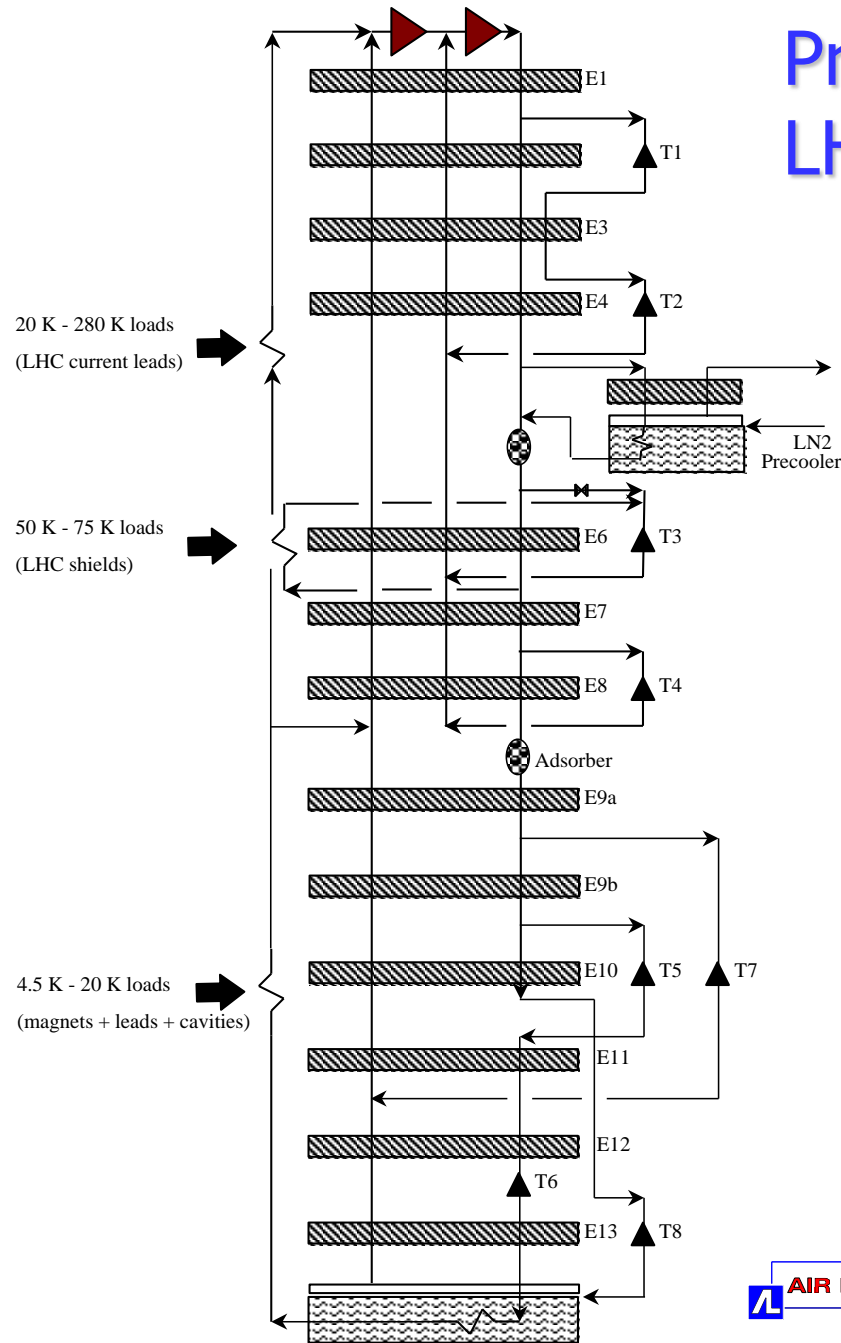 E1
T1
E3
E4
T2
20 K - 280 K loads
(LHC current leads)
LN2
Precooler
50 K - 75 K loads
(LHC shields)
E6
T3
E7
E8
T4
Adsorber
E9a
E9b
4.5 K - 20 K loads
(magnets + leads + cavities)
E10
T5
T7
E11
E12
T6
E13
T8
AL AIR